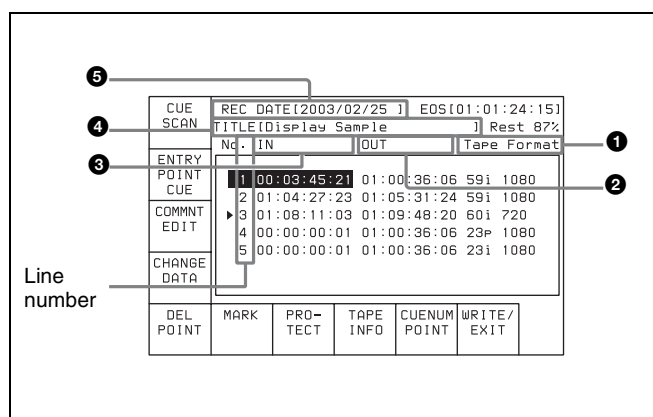 ❺
CUE SCAN
REC DATE[2003/02/25 ] EOS[01:01:24:15]
❹
TITLE[Display Sample ] Rest 87%
No. IN OUT Tape Format
❶
❸
❷
ENTRY POINT CUE
1 00:03:45:21 01:00:36:06 59i 1080
2 01:04:27:23 01:05:31:24 59i 1080
COMMNT EDIT
▶ 3 01:08:11:03 01:09:48:20 60i 720
4 00:00:00:01 01:00:36:06 23P 1080
5 00:00:00:01 01:00:36:06 23i 1080
CHANGE DATA
Line number
DEL POINT
MARK
PRO– TECT
TAPE INFO
CUENUM POINT
WRITE/ EXIT